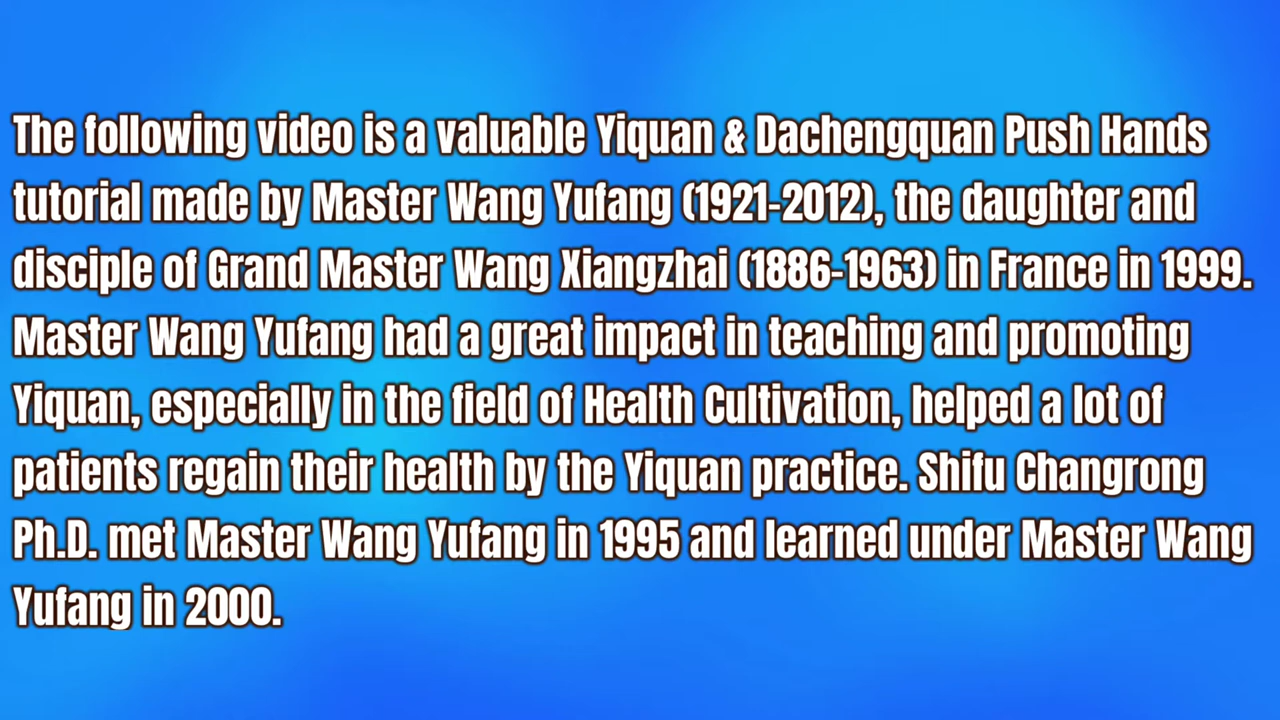 The following video is a valuable Yiquan & Dachengquan Push Hands
tutorial made by Master Wang Yufang (1921-2012), the daughter and
disciple of Grand Master Wang Xiangzhai (1886-1963) in France in 1999.
Master Wang Yufang had a great impact in teaching and promoting
Yiquan, especially in the field of Health Cultivation, helped a lot of
patients regain their health by the Yiquan practice. Shifu Changrong
Ph.D. met Master Wang Yufang in 1995 and learned under Master Wang
Yufang in 2000.